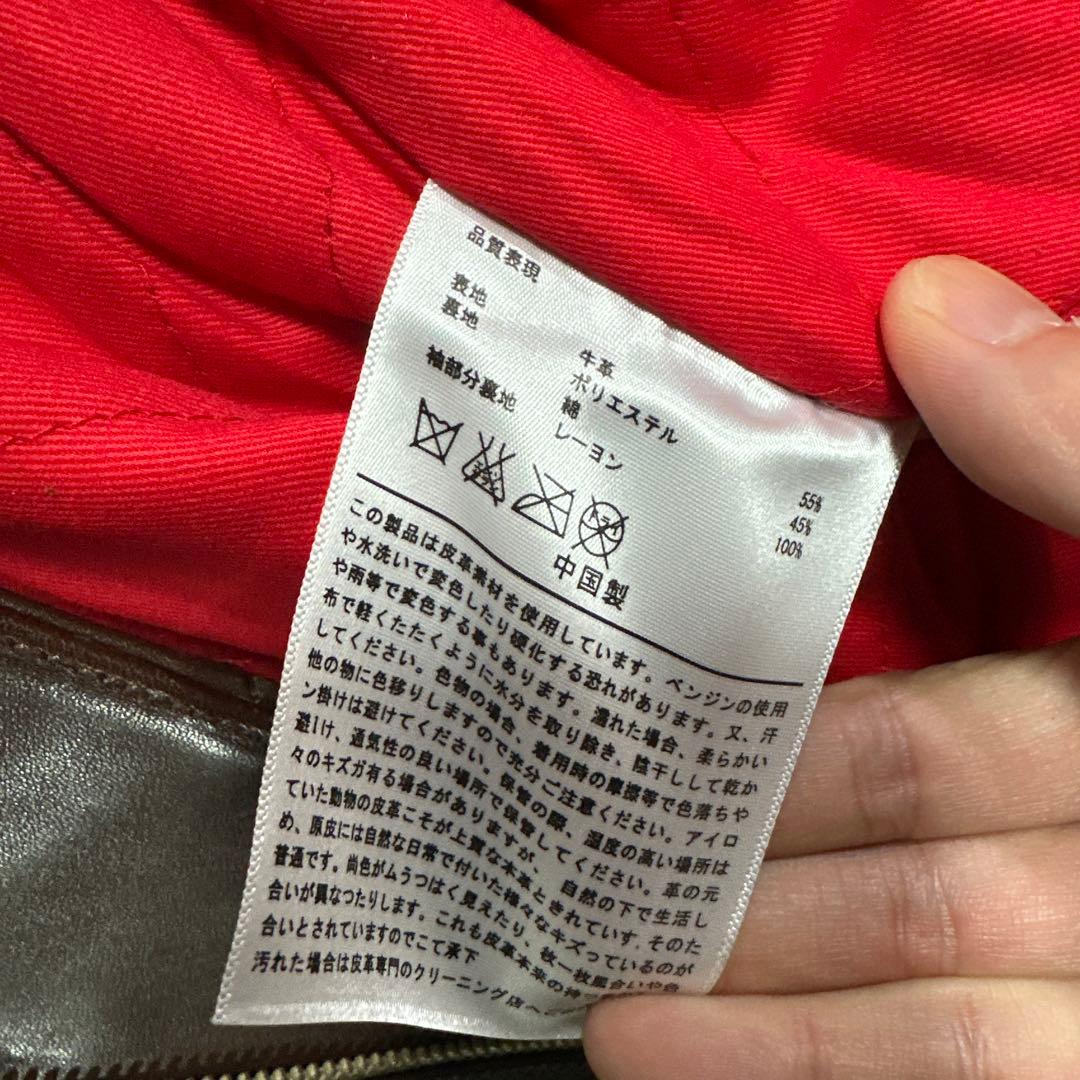 品質表現
表地 牛革
裏地 ポリエステル 55%
綿 45%
袖部分裏地 レーヨン 100%
中国製
この製品は皮革素材を使用しています。ベンジンの使用
や水洗いで変色したり硬化する恐れがあります。又、汗
や雨等で変色する事もあります。濡れた場合、柔らかい
布で軽くたたくように水分を取り除き、陰干しして乾か
してください。色物の場合、着用時の摩擦等で色落ちや
他の物に色移りしますので充分ご注意ください。アイロ
ン掛けは避けてください。保管の際、湿度の高い場所は
避け、通気性の良い場所で保管してください。革の元
々のキズガ有る場合がありますが、自然の下で生活し
ていた動物の皮革こそが上質な本革とされています.そのた
め、原皮には自然な日常で付いた様々なキズっているのが
普通です。尚色がムうつはく見えたり、枚一枚風合いや色
合いが異なつたりします。これも皮革本来の
合いとされていますのでこて承下
汚れた場合は皮革専門のクリーニング店へ